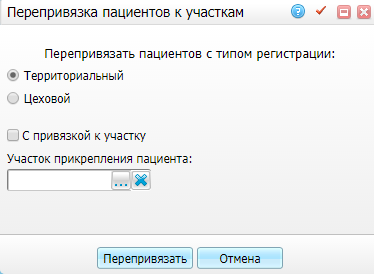 Перепривязка пациентов к участкам
Перепривязать пациентов с типом регистрации:
Территориальный
Цеховой
С привязкой к участку
Участок прикрепления пациента:
...
Перепривязать Отмена